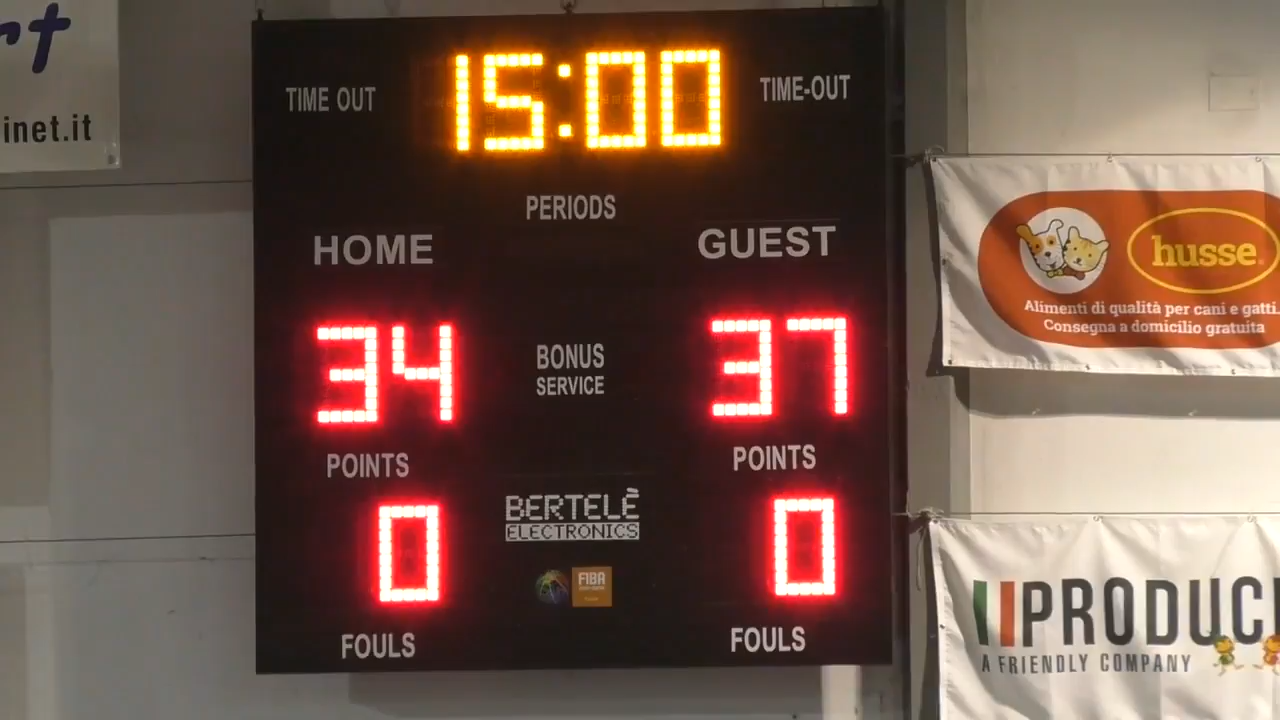 rt
inet.it
15:00
TIME OUT
TIME-OUT
PERIODS
HOME
GUEST
34
37
BONUS
SERVICE
POINTS
POINTS
BERTELÈ
ELECTRONICS
0
0
FIBA
FOULS
FOULS
husse
Alimenti di qualità per cani e gatti.
Consegna a domicilio gratuita
PRODUC
A FRIENDLY COMPANY